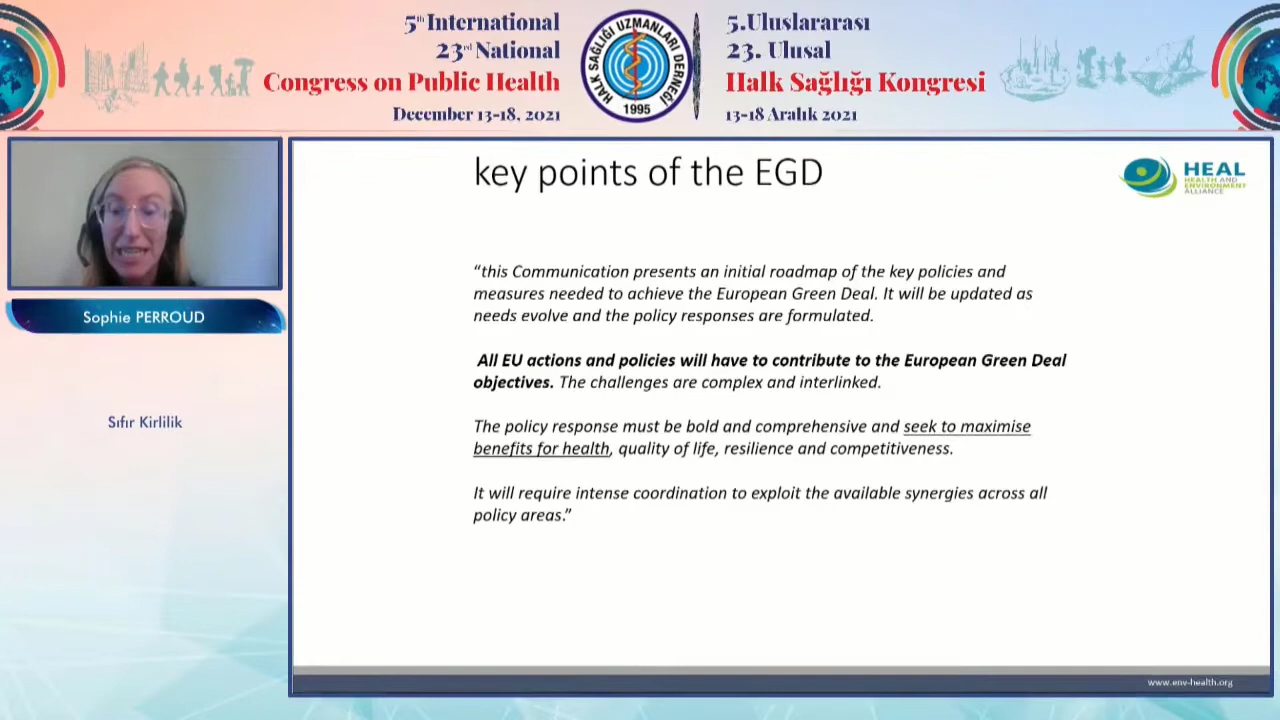 5th International
23rd National
Congress on Public Health
December 13-18, 2021
HALK SAĞLIĞI UZMANLARI DERNEĞİ
1995
5.Uluslararası
23. Ulusal
Halk Sağlığı Kongresi
13-18 Aralık 2021
Sophie PERROUD
Sıfır Kirlilik
key points of the EGD
HEAL
HEALTH AND
ENVIRONMENT
ALLIANCE
“this Communication presents an initial roadmap of the key policies and
measures needed to achieve the European Green Deal. It will be updated as
needs evolve and the policy responses are formulated.
All EU actions and policies will have to contribute to the European Green Deal
objectives. The challenges are complex and interlinked.
The policy response must be bold and comprehensive and seek to maximise
benefits for health, quality of life, resilience and competitiveness.
It will require intense coordination to exploit the available synergies across all
policy areas.”
www.env-health.org